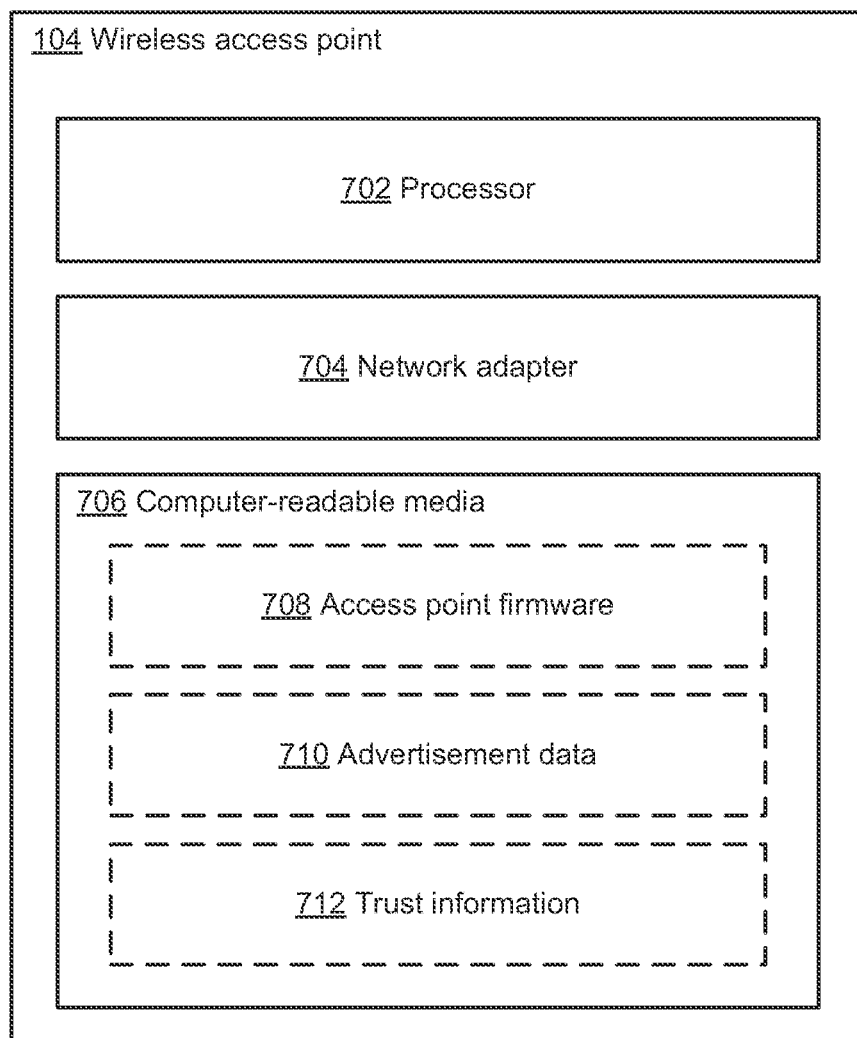 104 Wireless access point
702 Processor
704 Network adapter
706 Computer-readable media
708 Access point firmware
710 Advertisement data
712 Trust information